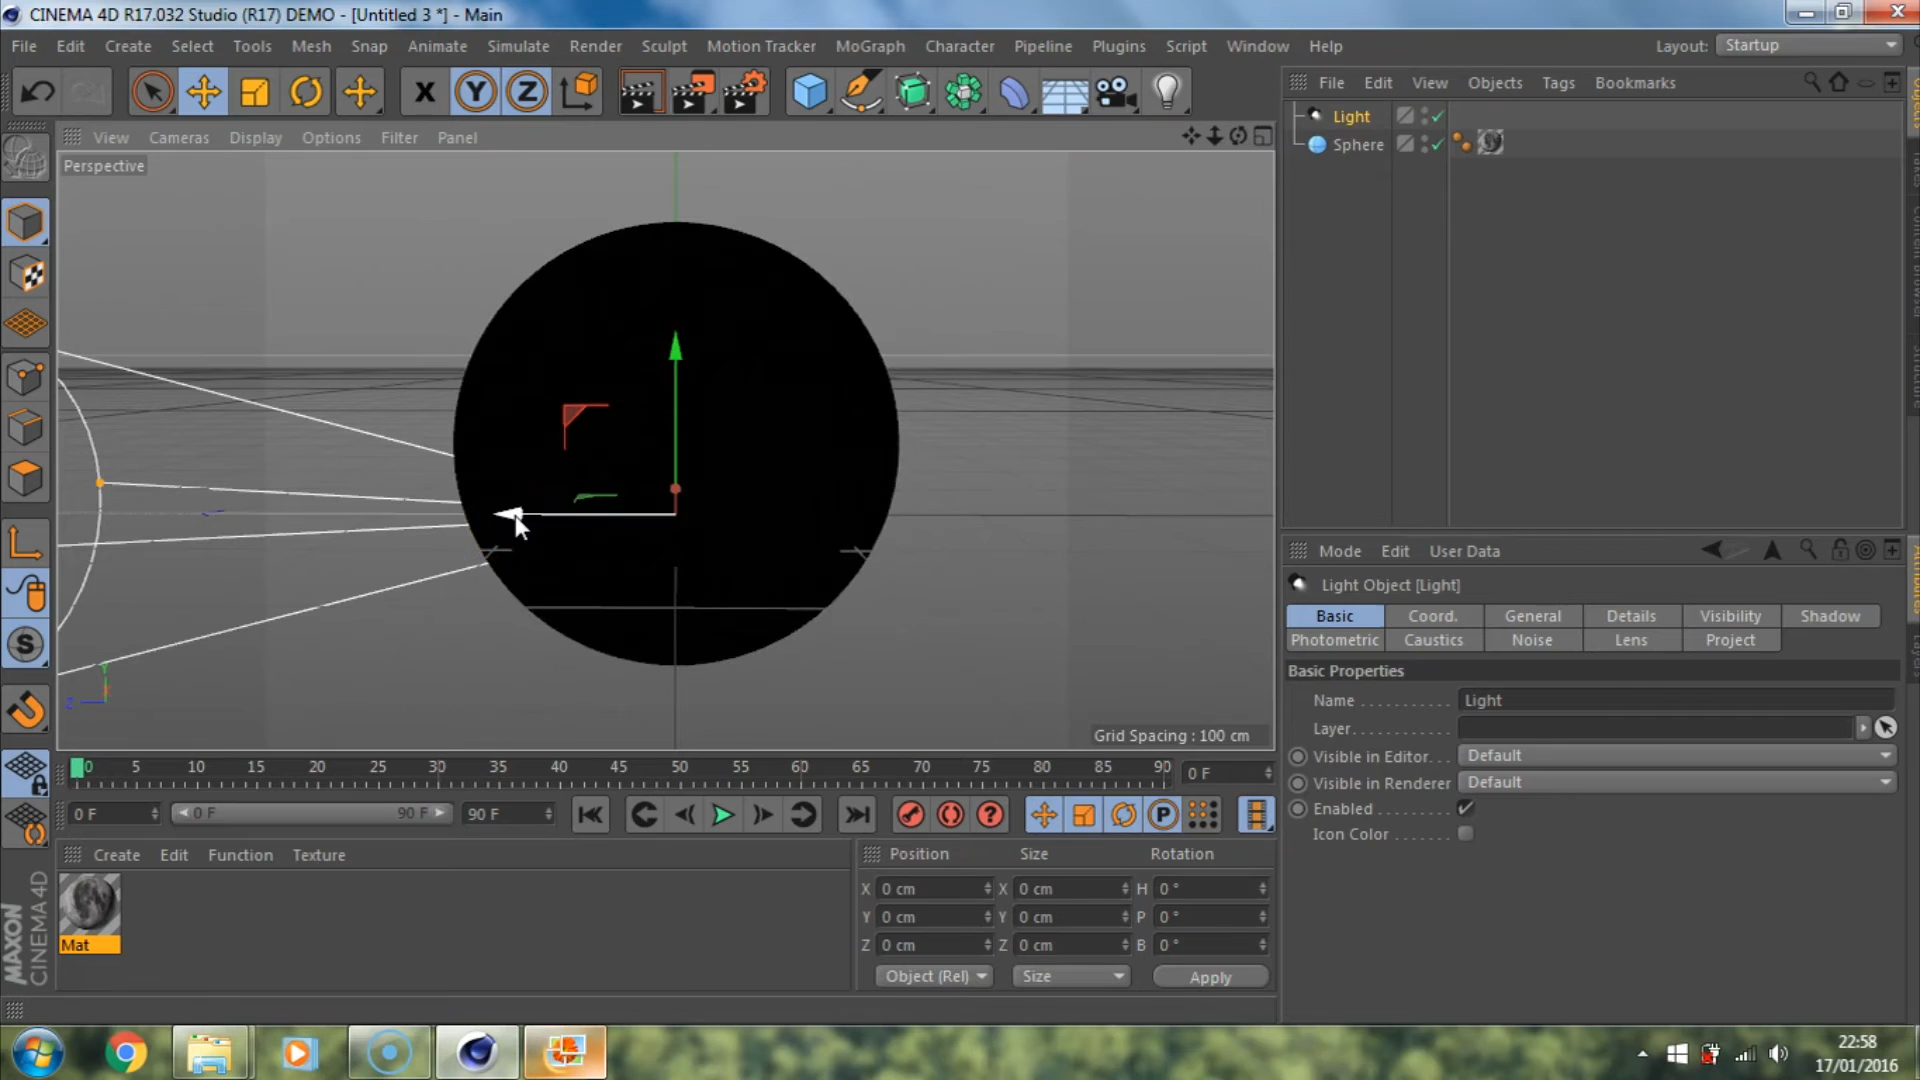 CINEMA 4D R17.032 Studio (R17) DEMO - [Untitled 3 *] - Main
File Edit Create Select Tools Mesh Snap Animate Simulate Render Sculpt Motion Tracker MoGraph Character Pipeline Plugins Script Window Help Layout: Startup
X Y Z
File Edit View Objects Tags Bookmarks
Light
Sphere
View Cameras Display Options Filter Panel
Perspective
Y
Z
Grid Spacing : 100 cm
Mode Edit User Data
Light Object [Light]
Basic Coord. General Details Visibility Shadow
Photometric Caustics Noise Lens Project
Basic Properties
Name . . . . . . . . . . Light
Layer. . . . . . . . . . .
Visible in Editor. . . Default
Visible in Renderer Default
Enabled . . . . . . . .
Icon Color . . . . . .
0 5 10 15 20 25 30 35 40 45 50 55 60 65 70 75 80 85 90 0 F
0 F 0 F 90 F 90 F
Create Edit Function Texture
Mat
Position Size Rotation
X 0 cm X 0 cm H 0 °
Y 0 cm Y 0 cm P 0 °
Z 0 cm Z 0 cm B 0 °
Object (Rel) Size Apply
MAXON
CINEMA 4D
Objects
Takes
Content Browser
Structure
Attributes
Layers
22:58
17/01/2016